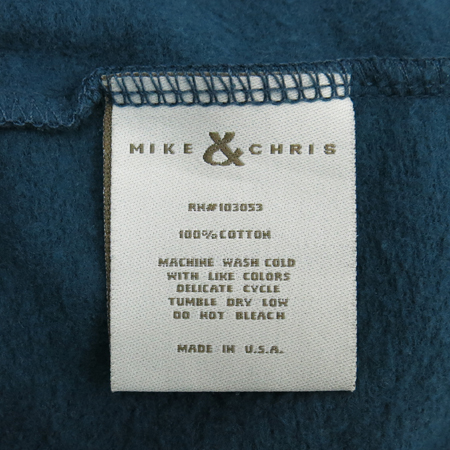 MIKE & CHRIS
RN#103053
100% COTTON
MACHINE WASH COLD
WITH LIKE COLORS
DELICATE CYCLE
TUMBLE DRY LOW
DO NOT BLEACH
MADE IN U.S.A.